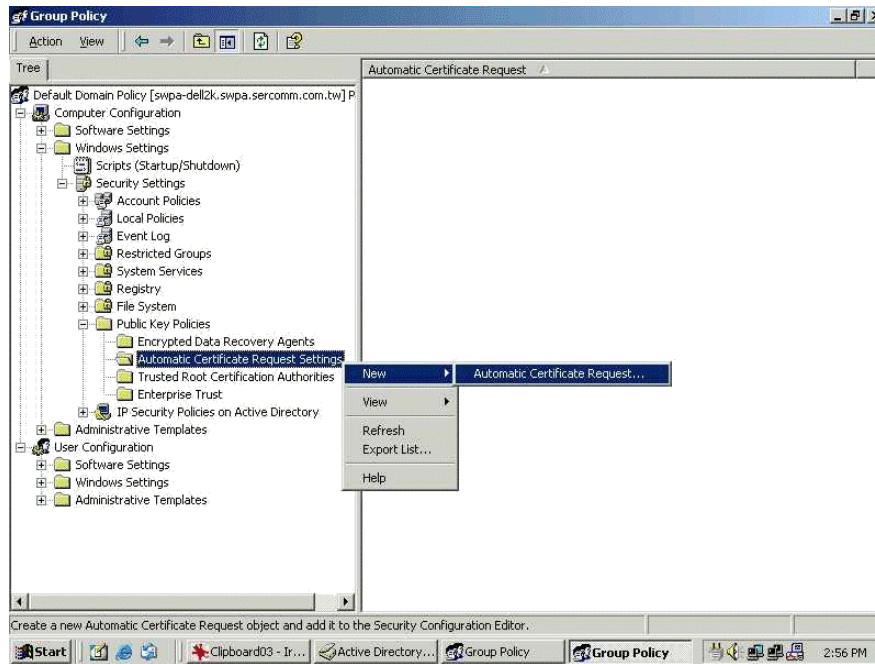 Group Policy
Action View
Tree
Automatic Certificate Request
Default Domain Policy [swpa-dell2k.swpa.sercomm.com.tw] P
Computer Configuration
Software Settings
Windows Settings
Scripts (Startup/Shutdown)
Security Settings
Account Policies
Local Policies
Event Log
Restricted Groups
System Services
Registry
File System
Public Key Policies
Encrypted Data Recovery Agents
Automatic Certificate Request Settings
Trusted Root Certification Authorities
Enterprise Trust
IP Security Policies on Active Directory
Administrative Templates
User Configuration
Software Settings
Windows Settings
Administrative Templates
New
Automatic Certificate Request...
View
Refresh
Export List...
Help
Create a new Automatic Certificate Request object and add it to the Security Configuration Editor.
Start Clipboard03 - Ir... Active Directory... Group Policy Group Policy 2:56 PM